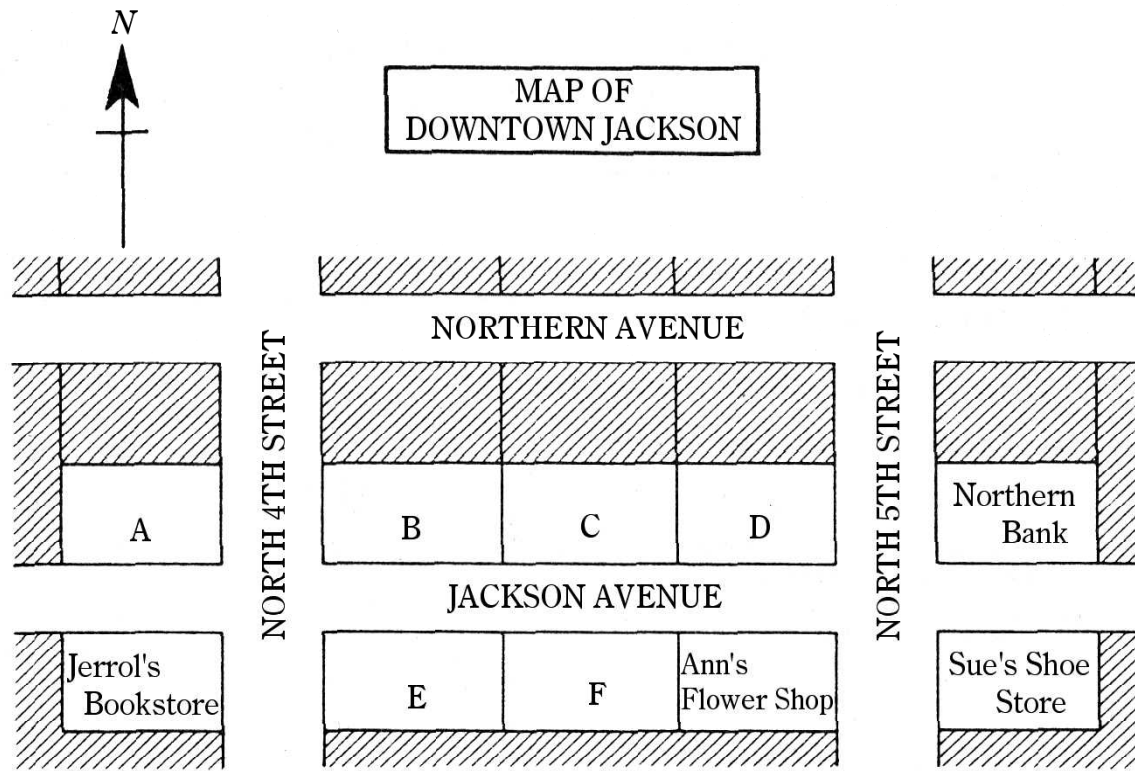 N
MAP OF
DOWNTOWN JACKSON
NORTHERN AVENUE
NORTH 4TH STREET
NORTH 5TH STREET
A
B
C
D
Northern
Bank
JACKSON AVENUE
Jerrol's
Bookstore
E
F
Ann's
Flower Shop
Sue's Shoe
Store